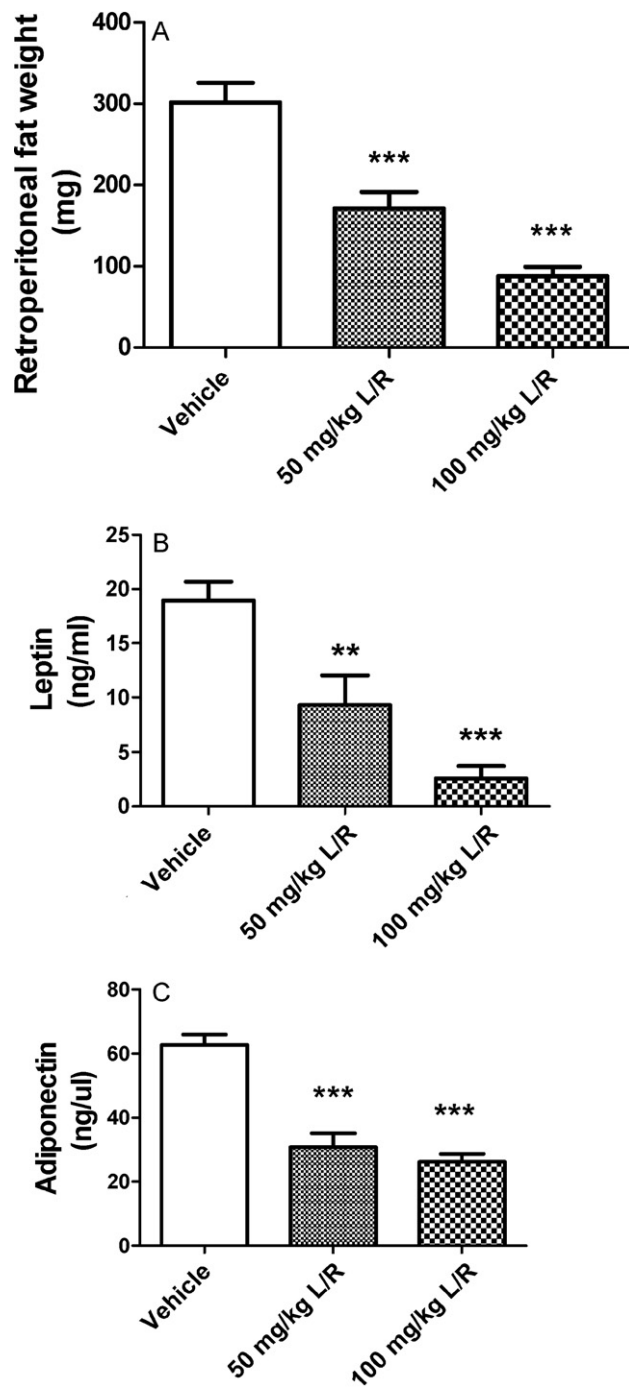 A
Retroperitoneal fat weight
(mg)
400
300
200
100
0
***
***
Vehicle
50 mg/kg L/R
100 mg/kg L/R
B
Leptin
(ng/ml)
25
20
15
10
5
0
**
***
Vehicle
50 mg/kg L/R
100 mg/kg L/R
C
Adiponectin
(ng/ul)
80
60
40
20
0
***
***
Vehicle
50 mg/kg L/R
100 mg/kg L/R